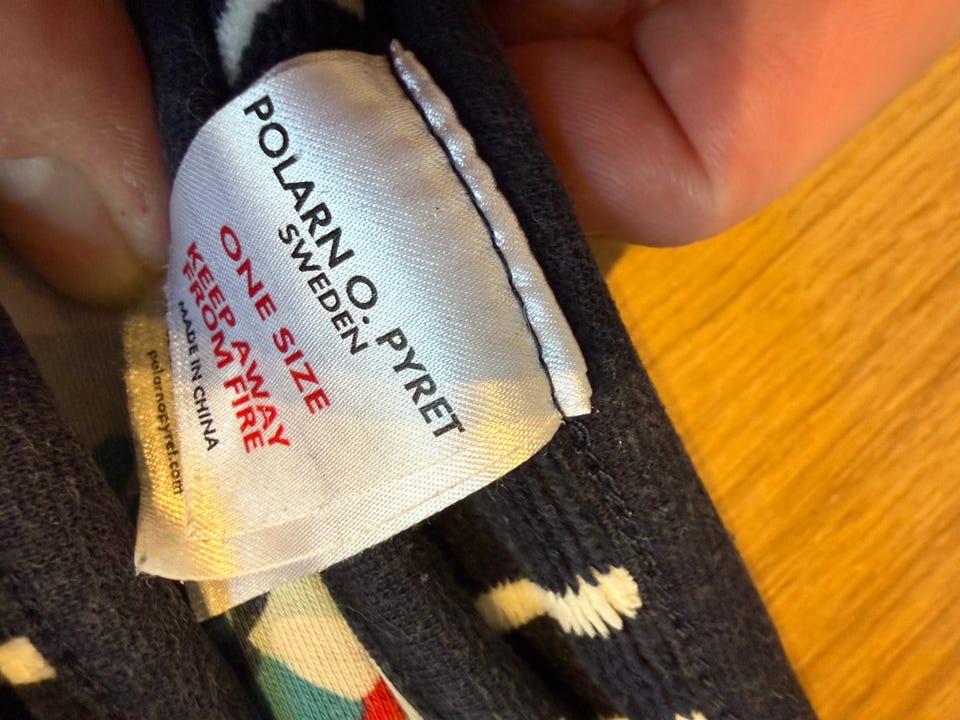 POLARN O. PYRET
SWEDEN
ONE SIZE
KEEP AWAY
FROM FIRE
MADE IN CHINA
polarnopyret.com